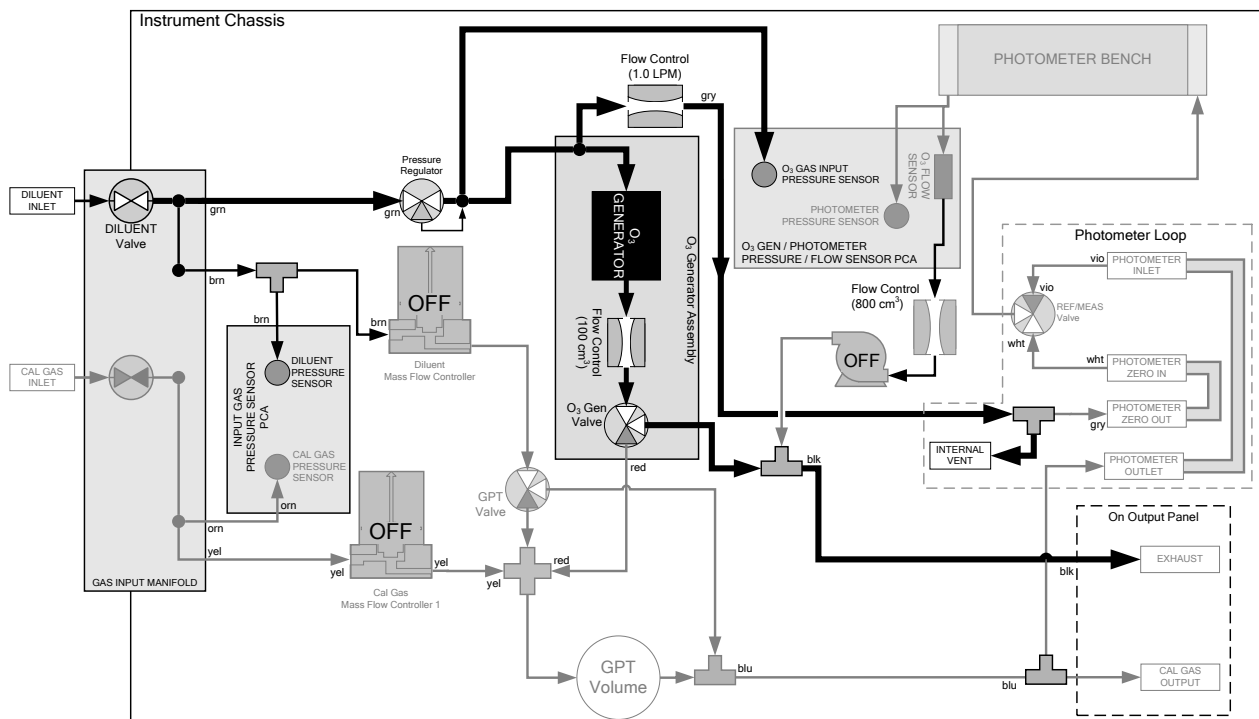 Instrument Chassis
Flow Control
(1.0 LPM)
gry
PHOTOMETER BENCH
Pressure
Regulator
O₃ GAS INPUT
PRESSURE SENSOR
O₃ FLOW
SENSOR
PHOTOMETER
PRESSURE SENSOR
O₃ GEN / PHOTOMETER
PRESSURE / FLOW SENSOR PCA
DILUENT
INLET
DILUENT
Valve
grn
grn
O₃
GENERATOR
O₃ Generator Assembly
Photometer Loop
vio
PHOTOMETER
INLET
vio
REF/MEAS
Valve
wht
wht
PHOTOMETER
ZERO IN
PHOTOMETER
ZERO OUT
gry
INTERNAL
VENT
PHOTOMETER
OUTLET
brn
brn
brn
OFF
Diluent
Mass Flow Controller
Flow Control
(100 cm³)
Flow Control
(800 cm³)
OFF
CAL GAS
INLET
DILUENT
PRESSURE
SENSOR
INPUT GAS
PRESSURE SENSOR
PCA
CAL GAS
PRESSURE
SENSOR
O₃ Gen
Valve
red
blk
GPT
Valve
orn
orn
yel
yel
OFF
yel
yel
red
Cal Gas
Mass Flow Controller 1
GAS INPUT MANIFOLD
On Output Panel
blk
EXHAUST
GPT
Volume
blu
blu
CAL GAS
OUTPUT